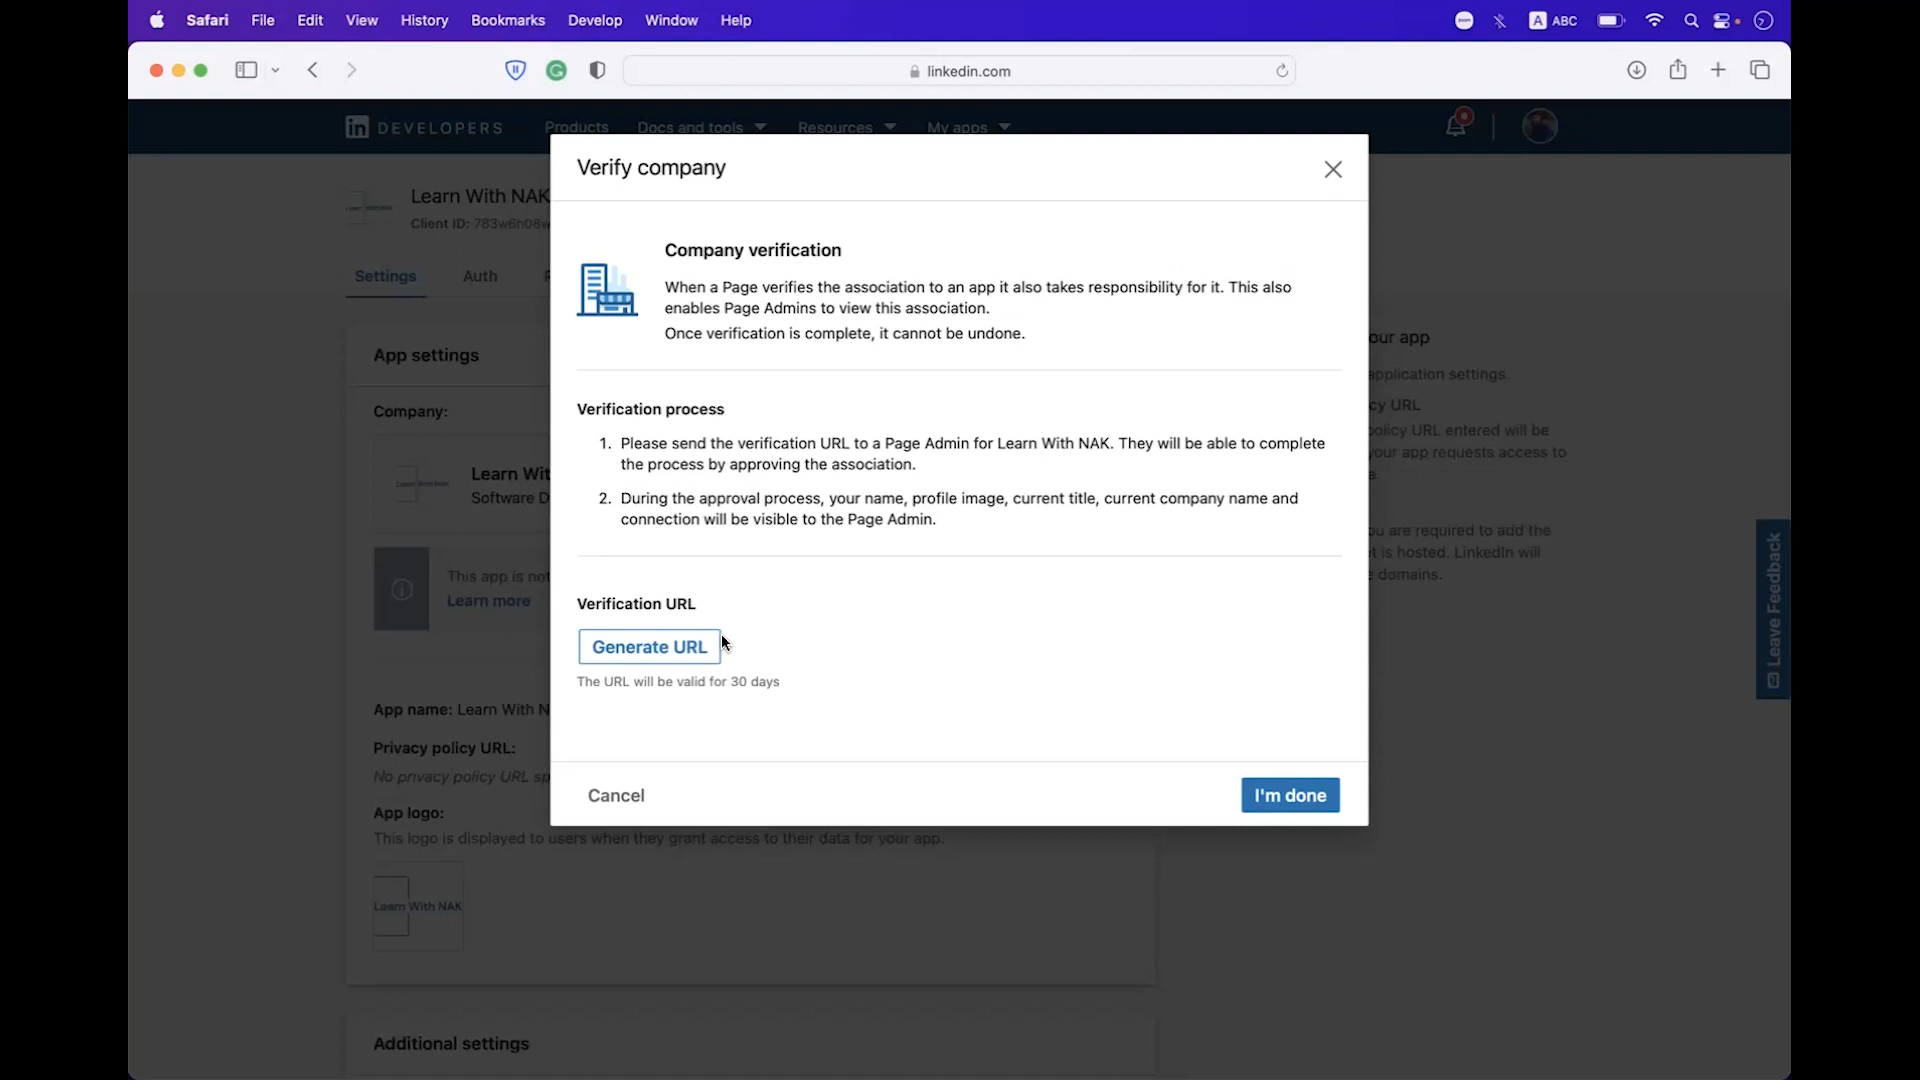 Safari File Edit View History Bookmarks Develop Window Help
A ABC
linkedin.com
in DEVELOPERS Products Docs and tools Resources My apps
Verify company
Learn With NAK
Client ID: 783w6h08w
Settings Auth
Company verification
When a Page verifies the association to an app it also takes responsibility for it. This also
enables Page Admins to view this association.
Once verification is complete, it cannot be undone.
our app
App settings
application settings.
Verification process
cy URL
Company:
policy URL entered will be
1. Please send the verification URL to a Page Admin for Learn With NAK. They will be able to complete
the process by approving the association.
your app requests access to
Learn Wit
Software D
2. During the approval process, your name, profile image, current title, current company name and
connection will be visible to the Page Admin.
ou are required to add the
t is hosted. LinkedIn will
domains.
This app is not
Learn more
Verification URL
Generate URL
The URL will be valid for 30 days
Leave Feedback
App name: Learn With N
Privacy policy URL:
No privacy policy URL sp
Cancel I'm done
App logo:
This logo is displayed to users when they grant access to their data for your app.
Learn With NAK
Additional settings